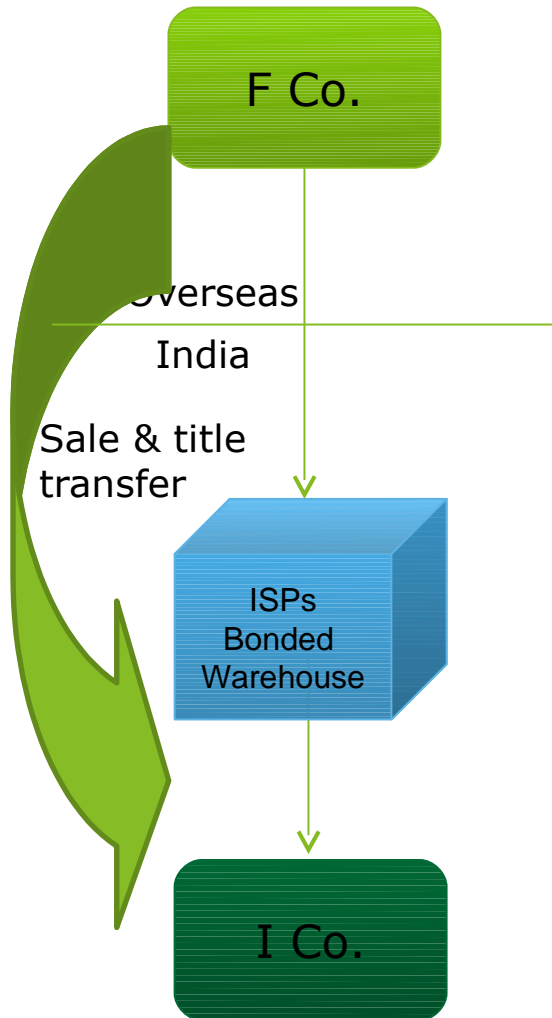 F Co.
Overseas
India
Sale & title
transfer
ISPs
Bonded
Warehouse
I Co.